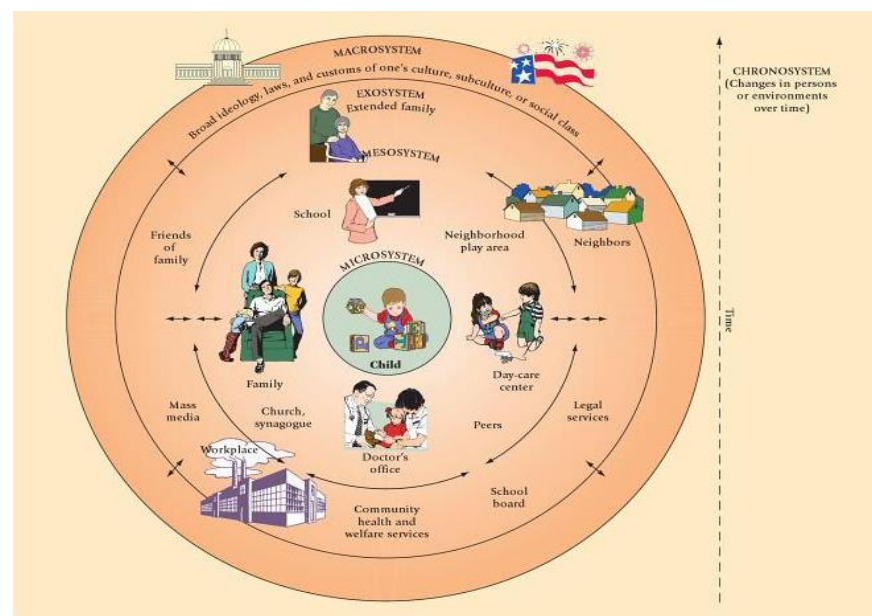 MACROSYSTEM
Broad ideology, laws, and customs of one's culture, subculture, or social class
CHRONOSYSTEM
(Changes in persons
or environments
over time)
EXOSYSTEM
Extended family
MESOSYSTEM
School
Friends
of
family
Neighborhood
play area
Neighbors
MICROSYSTEM
Child
Time
Family
Day-care
center
Mass
media
Church,
synagogue
Peers
Legal
services
Workplace
Doctor's
office
School
board
Community
health and
welfare services